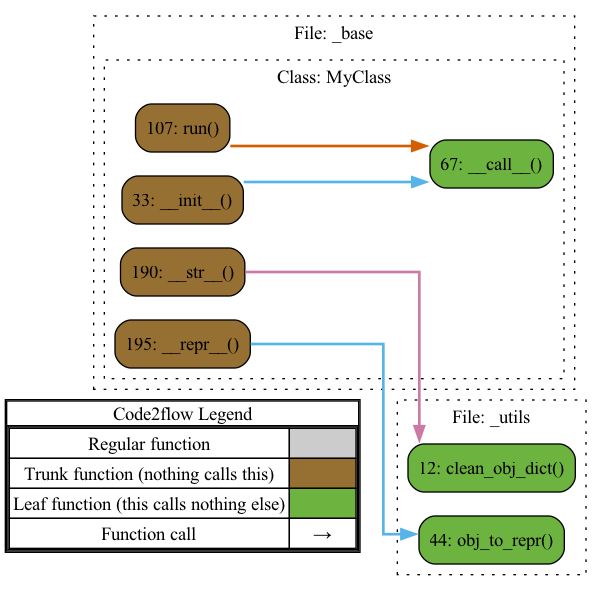 File: _base
Class: MyClass
107: run()
67: __call__()
33: __init__()
190: __str__()
195: __repr__()
File: _utils
12: clean_obj_dict()
44: obj_to_repr()
Code2flow Legend
Regular function
Trunk function (nothing calls this)
Leaf function (this calls nothing else)
Function call →